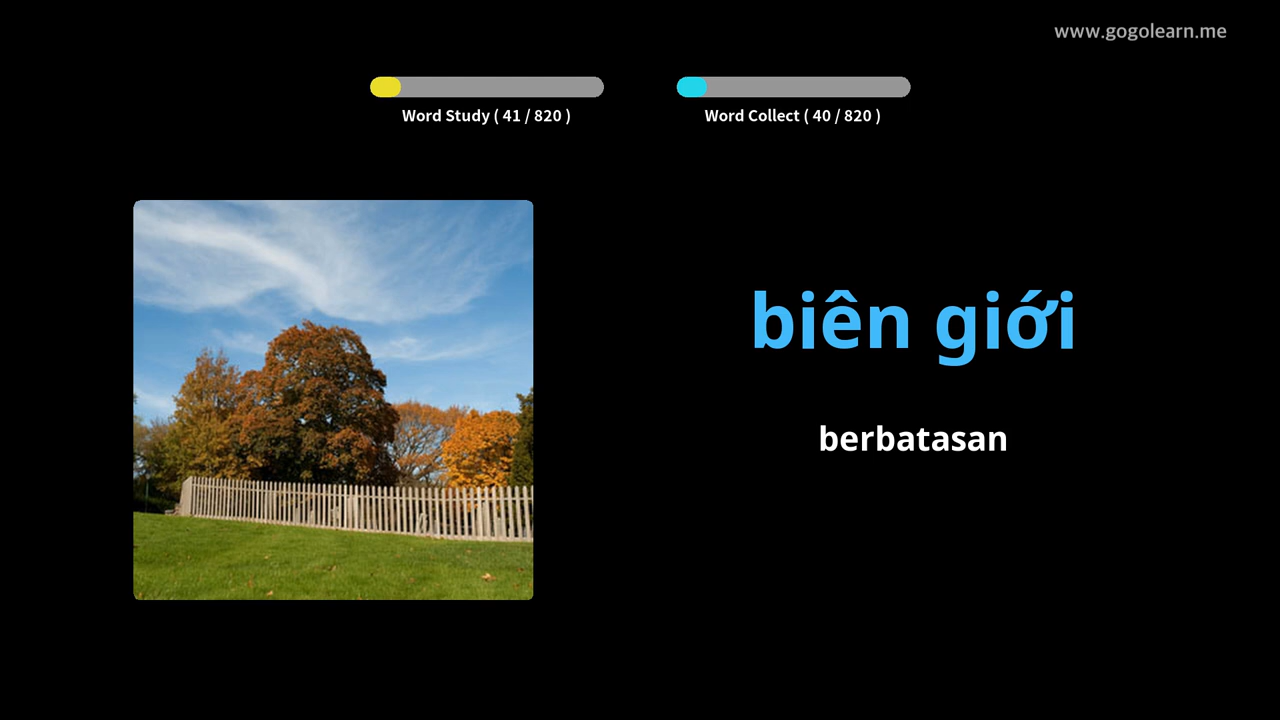 www.gogolearn.me
Word Study ( 41 / 820 )
Word Collect ( 40 / 820 )
biên giới
berbatasan